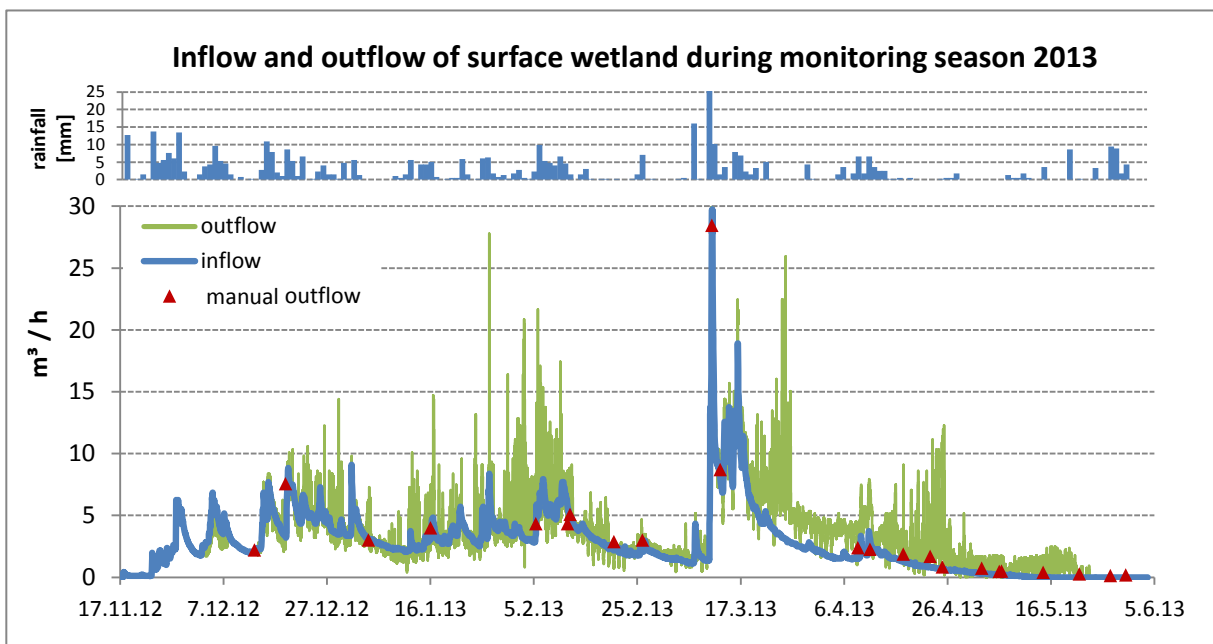 Inflow and outflow of surface wetland during monitoring season 2013
rainfall
[mm]
25
20
15
10
5
0
m³ / h
30
25
20
15
10
5
0
outflow
inflow
manual outflow
17.11.12 7.12.12 27.12.12 16.1.13 5.2.13 25.2.13 17.3.13 6.4.13 26.4.13 16.5.13 5.6.13